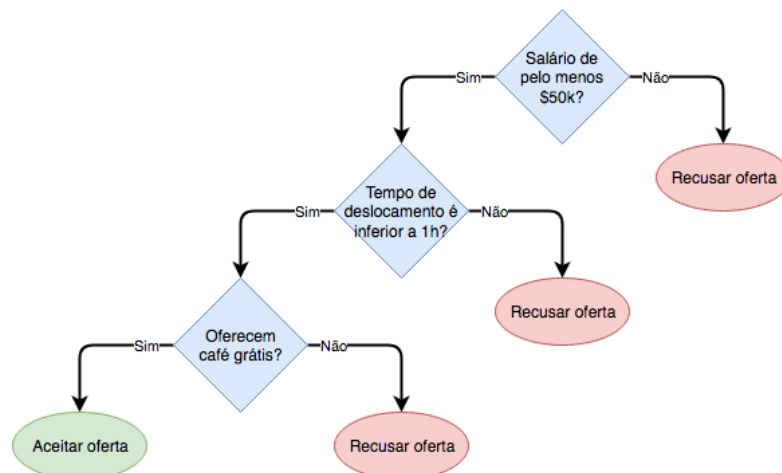 Salário de
pelo menos
$50k?
Sim
Não
Recusar oferta
Tempo de
deslocamento é
inferior a 1h?
Sim
Não
Recusar oferta
Oferecem
café grátis?
Sim
Não
Aceitar oferta
Recusar oferta